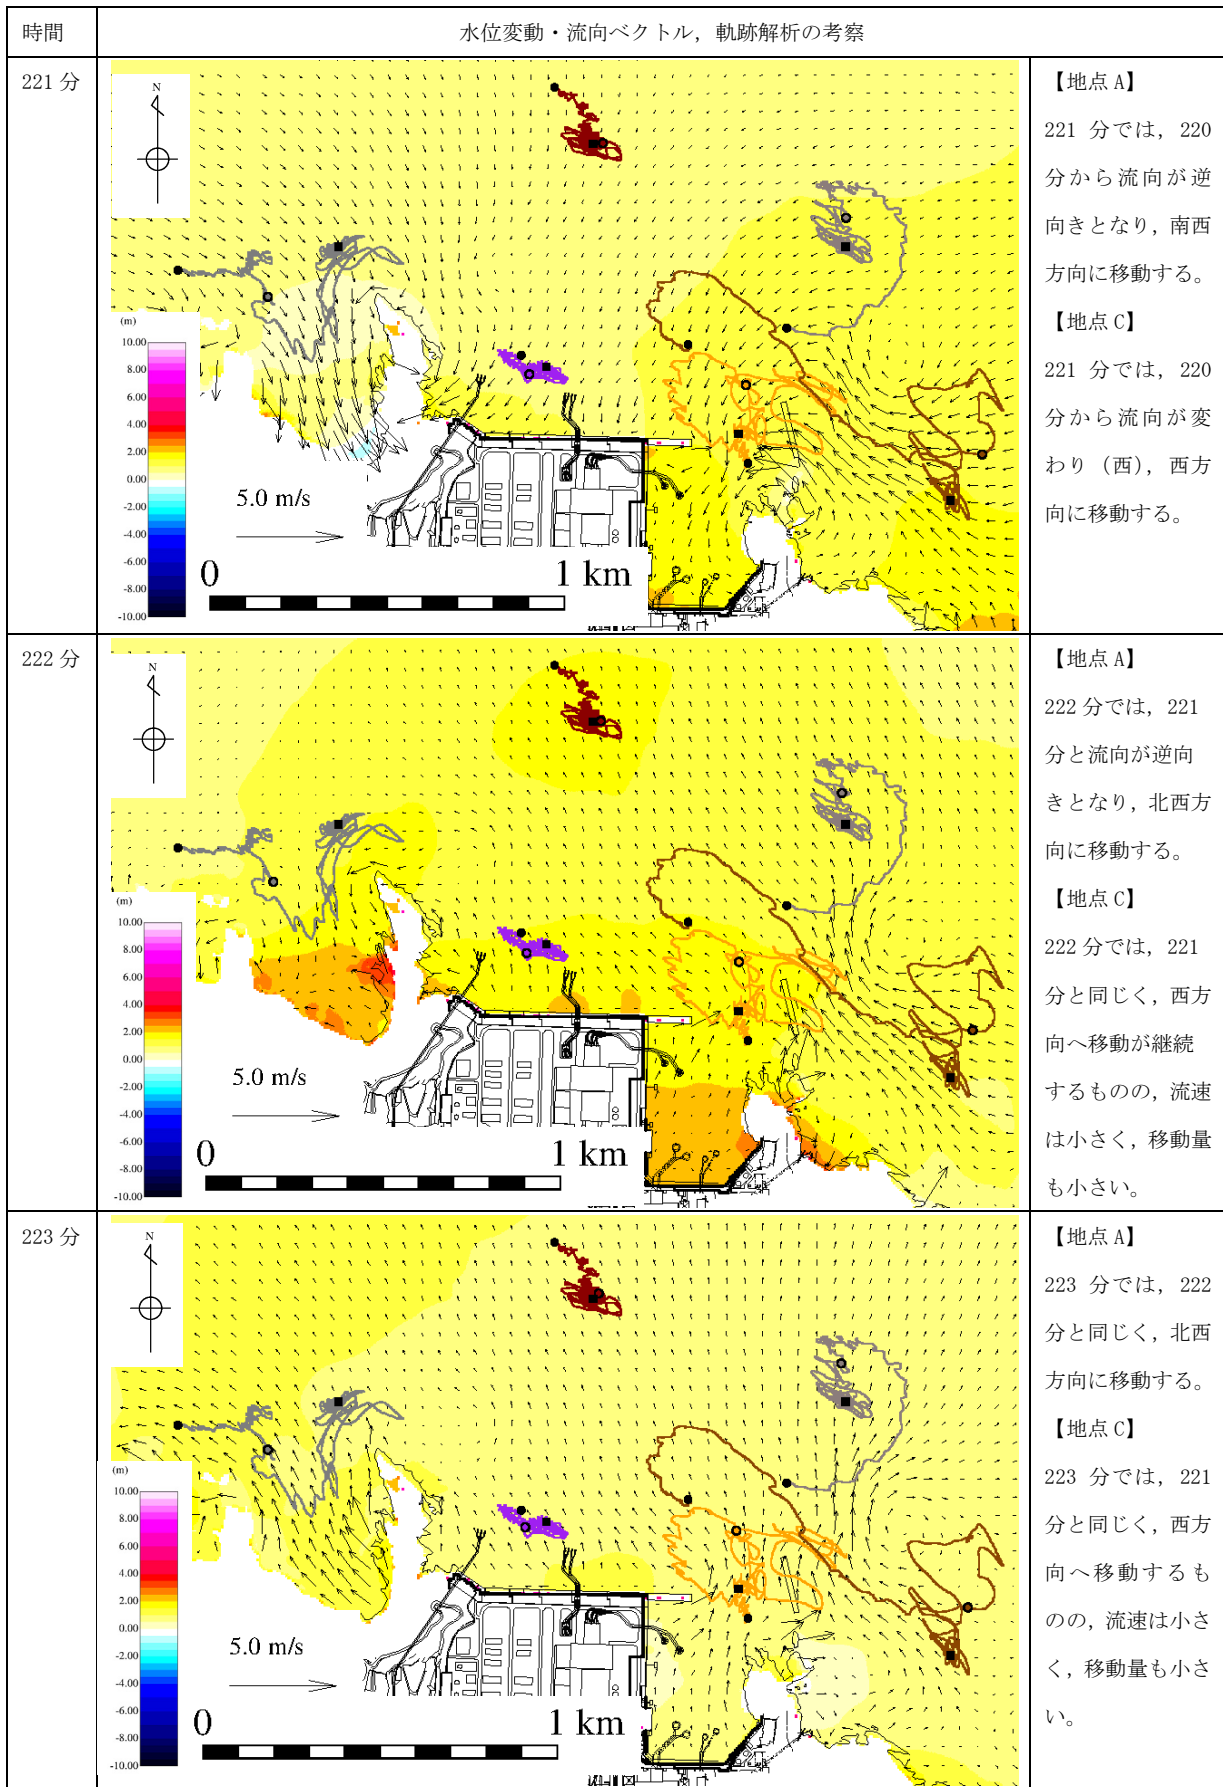 時間
水位変動・流向ベクトル，軌跡解析の考察
221 分
N
(m)
10.00
8.00
6.00
4.00
2.00
0.00
-2.00
-4.00
-6.00
-8.00
-10.00
5.0 m/s
0
1 km
【地点 A】
221 分では，220
分から流向が逆
向きとなり，南西
方向に移動する。
【地点 C】
221 分では，220
分から流向が変
わり（西），西方
向に移動する。
222 分
N
(m)
10.00
8.00
6.00
4.00
2.00
0.00
-2.00
-4.00
-6.00
-8.00
-10.00
5.0 m/s
0
1 km
【地点 A】
222 分では，221
分と流向が逆向
きとなり，北西方
向に移動する。
【地点 C】
222 分では，221
分と同じく，西方
向へ移動が継続
するものの，流速
は小さく，移動量
も小さい。
223 分
N
(m)
10.00
8.00
6.00
4.00
2.00
0.00
-2.00
-4.00
-6.00
-8.00
-10.00
5.0 m/s
0
1 km
【地点 A】
223 分では，222
分と同じく，北西
方向に移動する。
【地点 C】
223 分では，221
分と同じく，西方
向へ移動するも
のの，流速は小さ
く，移動量も小さ
い。